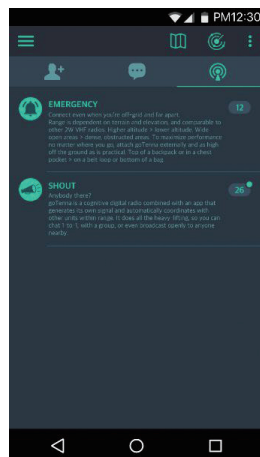 PM12:30
EMERGENCY
12
Connect even when you're off-grid and far apart.
Range is dependent on terrain and elevation, and comparable to
other 2W VHF radios. Higher altitude > lower altitude. Wide
open areas > dense, obstructed areas. To maximize performance
no matter where you go, attach goTenna externally and as high
off the ground as is practical. Top of a backpack or in a chest
pocket > on a belt loop or bottom of a bag
SHOUT
26
Anybody there?
goTenna is a cognitive digital radio combined with an app that
generates its own signal and automatically coordinates with
other units within range. It does all the heavy lifting, so you can
chat 1-to-1, with a group, or even broadcast openly to anyone
nearby.